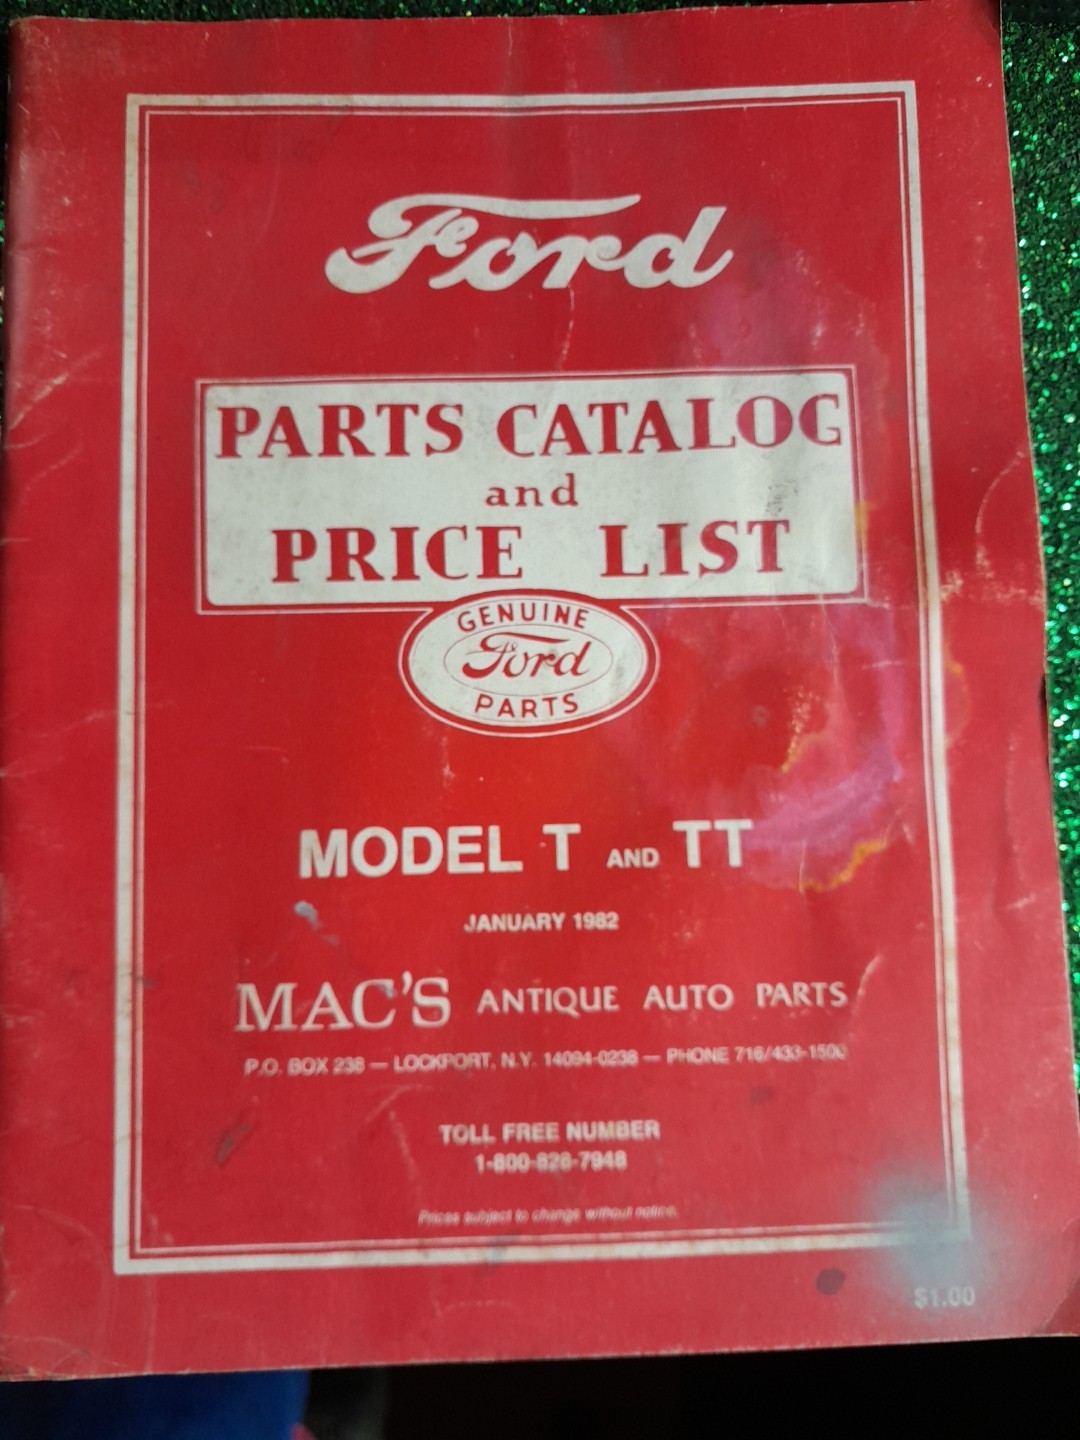 Ford
PARTS CATALOG
and
PRICE LIST
GENUINE
Ford
PARTS
MODEL T AND TT
JANUARY 1982
MAC'S ANTIQUE AUTO PARTS
P.O. BOX 238 — LOCKPORT, N.Y. 14094-0238 — PHONE 716/433-1500
TOLL FREE NUMBER
1-800-828-7948
Prices subject to change without notice.
$1.00